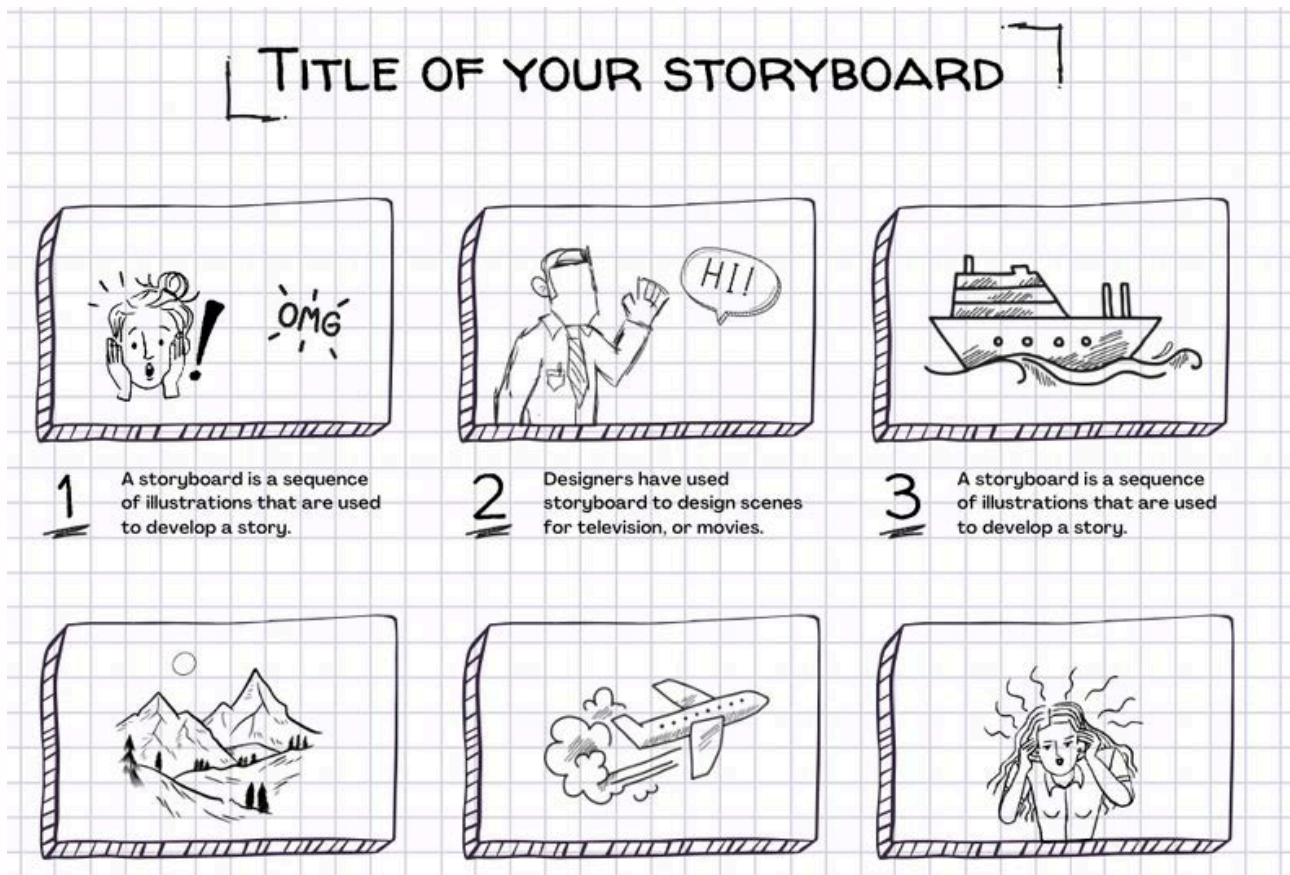 TITLE OF YOUR STORYBOARD
OMG
!
HI!
1
A storyboard is a sequence
of illustrations that are used
to develop a story.
2
Designers have used
storyboard to design scenes
for television, or movies.
3
A storyboard is a sequence
of illustrations that are used
to develop a story.